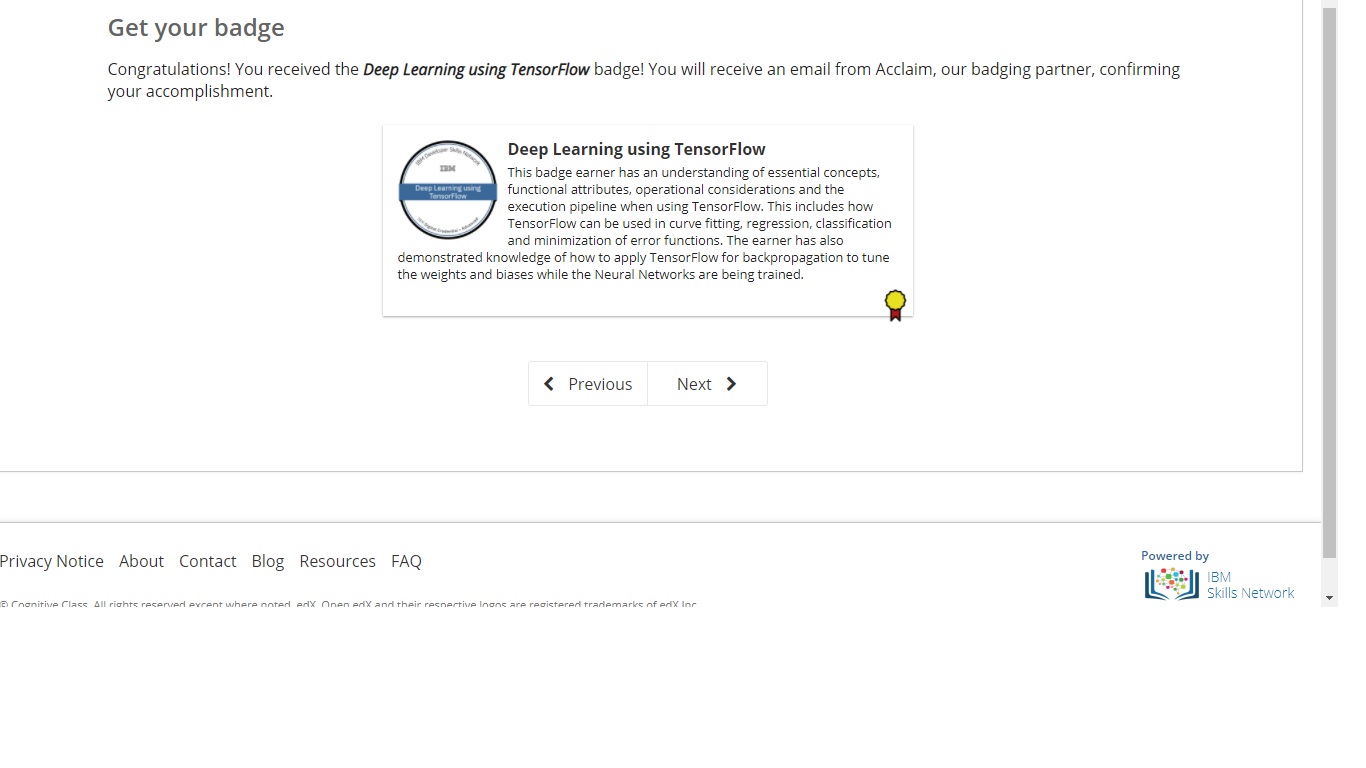 Get your badge
Congratulations! You received the Deep Learning using TensorFlow badge! You will receive an email from Acclaim, our badging partner, confirming
your accomplishment.
IBM Developer Skills Network
IBM
Deep Learning using
TensorFlow
Deep Learning using TensorFlow
This badge earner has an understanding of essential concepts,
functional attributes, operational considerations and the
execution pipeline when using TensorFlow. This includes how
TensorFlow can be used in curve fitting, regression, classification
and minimization of error functions. The earner has also
demonstrated knowledge of how to apply TensorFlow for backpropagation to tune
the weights and biases while the Neural Networks are being trained.
Previous
Next
Privacy Notice About Contact Blog Resources FAQ
Powered by
IBM
Skills Network
© Cognitive Class. All rights reserved except where noted. edX, Open edX and their respective logos are registered trademarks of edX Inc.